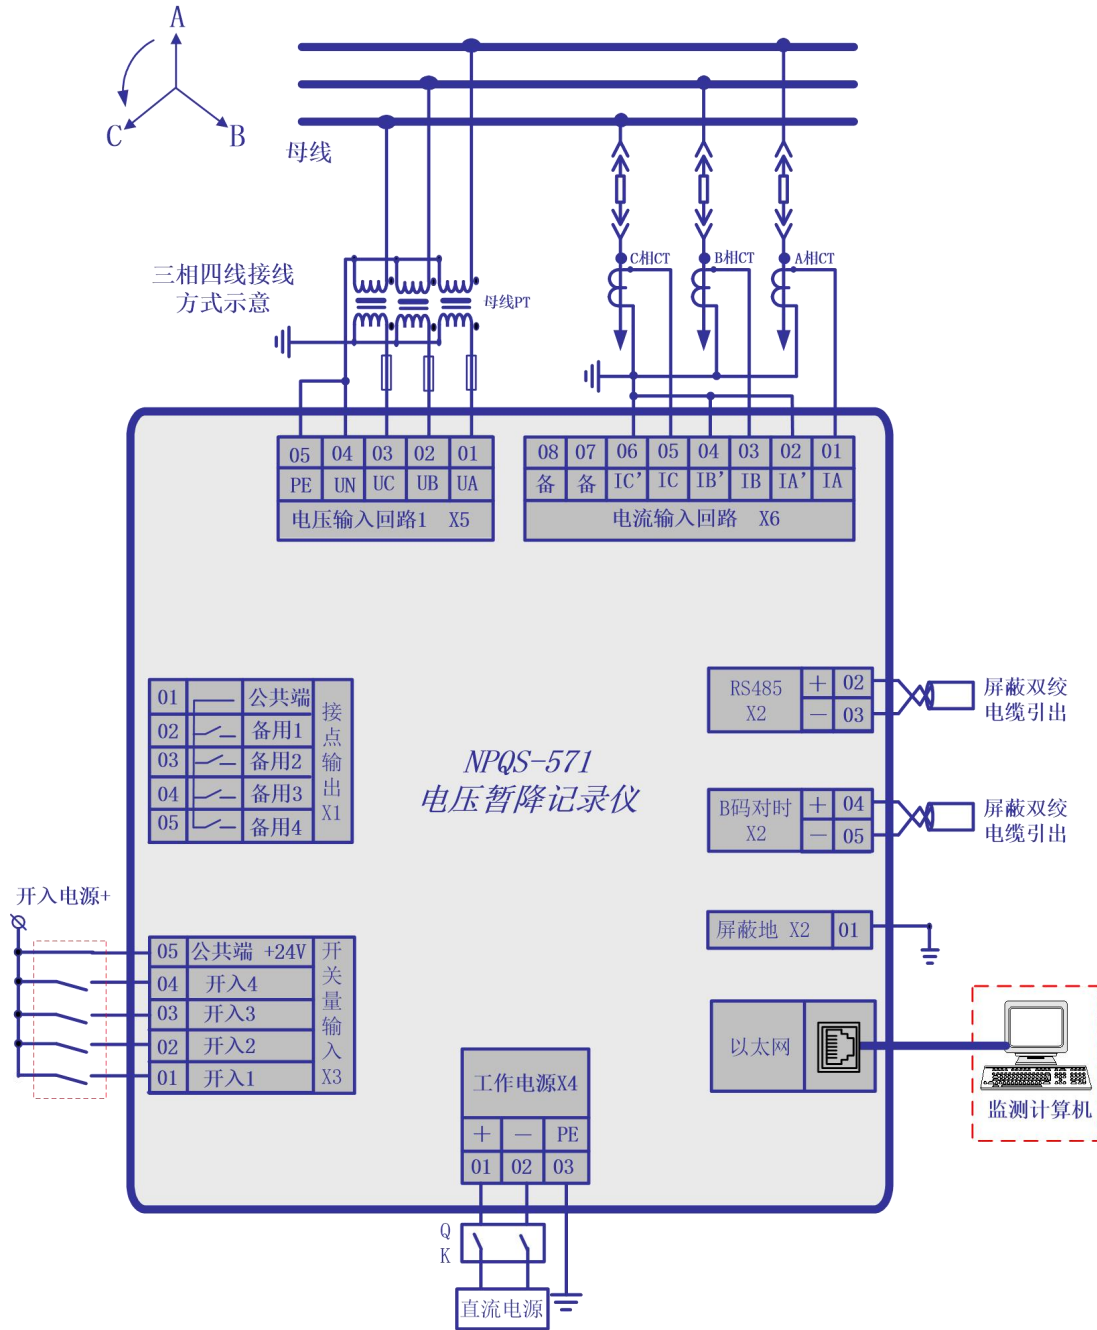 A
C
B
母线
三相四线接线
方式示意
母线PT
C相CT
B相CT
A相CT
05 04 03 02 01
PE UN UC UB UA
电压输入回路1 X5
08 07 06 05 04 03 02 01
备 备 IC' IC IB' IB IA' IA
电流输入回路 X6
01 公共端
02 备用1
03 备用2
04 备用3
05 备用4
接点输出X1
NPQS-571
电压暂降记录仪
RS485
X2
+ 02
- 03
屏蔽双绞
电缆引出
B码对时
X2
+ 04
- 05
屏蔽双绞
电缆引出
屏蔽地 X2 01
开入电源+
05 公共端 +24V
04 开入4
03 开入3
02 开入2
01 开入1
开关量输入X3
以太网
监测计算机
工作电源X4
+ - PE
01 02 03
Q
K
直流电源